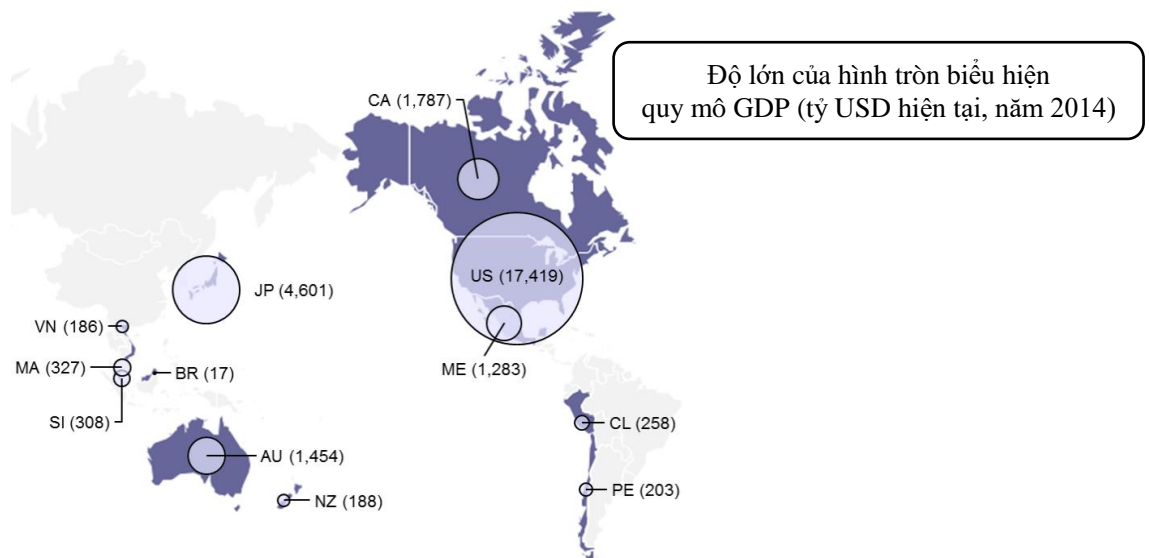 Độ lớn của hình tròn biểu hiện
quy mô GDP (tỷ USD hiện tại, năm 2014)
CA (1,787)
US (17,419)
JP (4,601)
VN (186)
MA (327)
BR (17)
ME (1,283)
SI (308)
CL (258)
AU (1,454)
PE (203)
NZ (188)